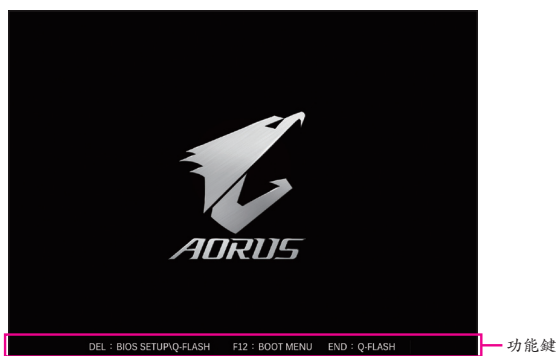 AORUS
DEL：BIOS SETUP\Q-FLASH F12：BOOT MENU END：Q-FLASH
功能鍵